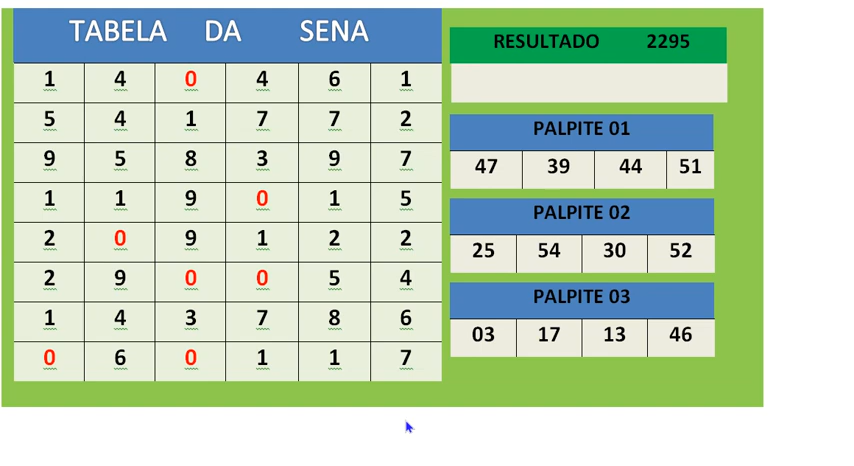 TABELA DA SENA
1 4 0 4 6 1
5 4 1 7 7 2
9 5 8 3 9 7
1 1 9 0 1 5
2 0 9 1 2 2
2 9 0 0 5 4
1 4 3 7 8 6
0 6 0 1 1 7
RESULTADO 2295
PALPITE 01
47 39 44 51
PALPITE 02
25 54 30 52
PALPITE 03
03 17 13 46